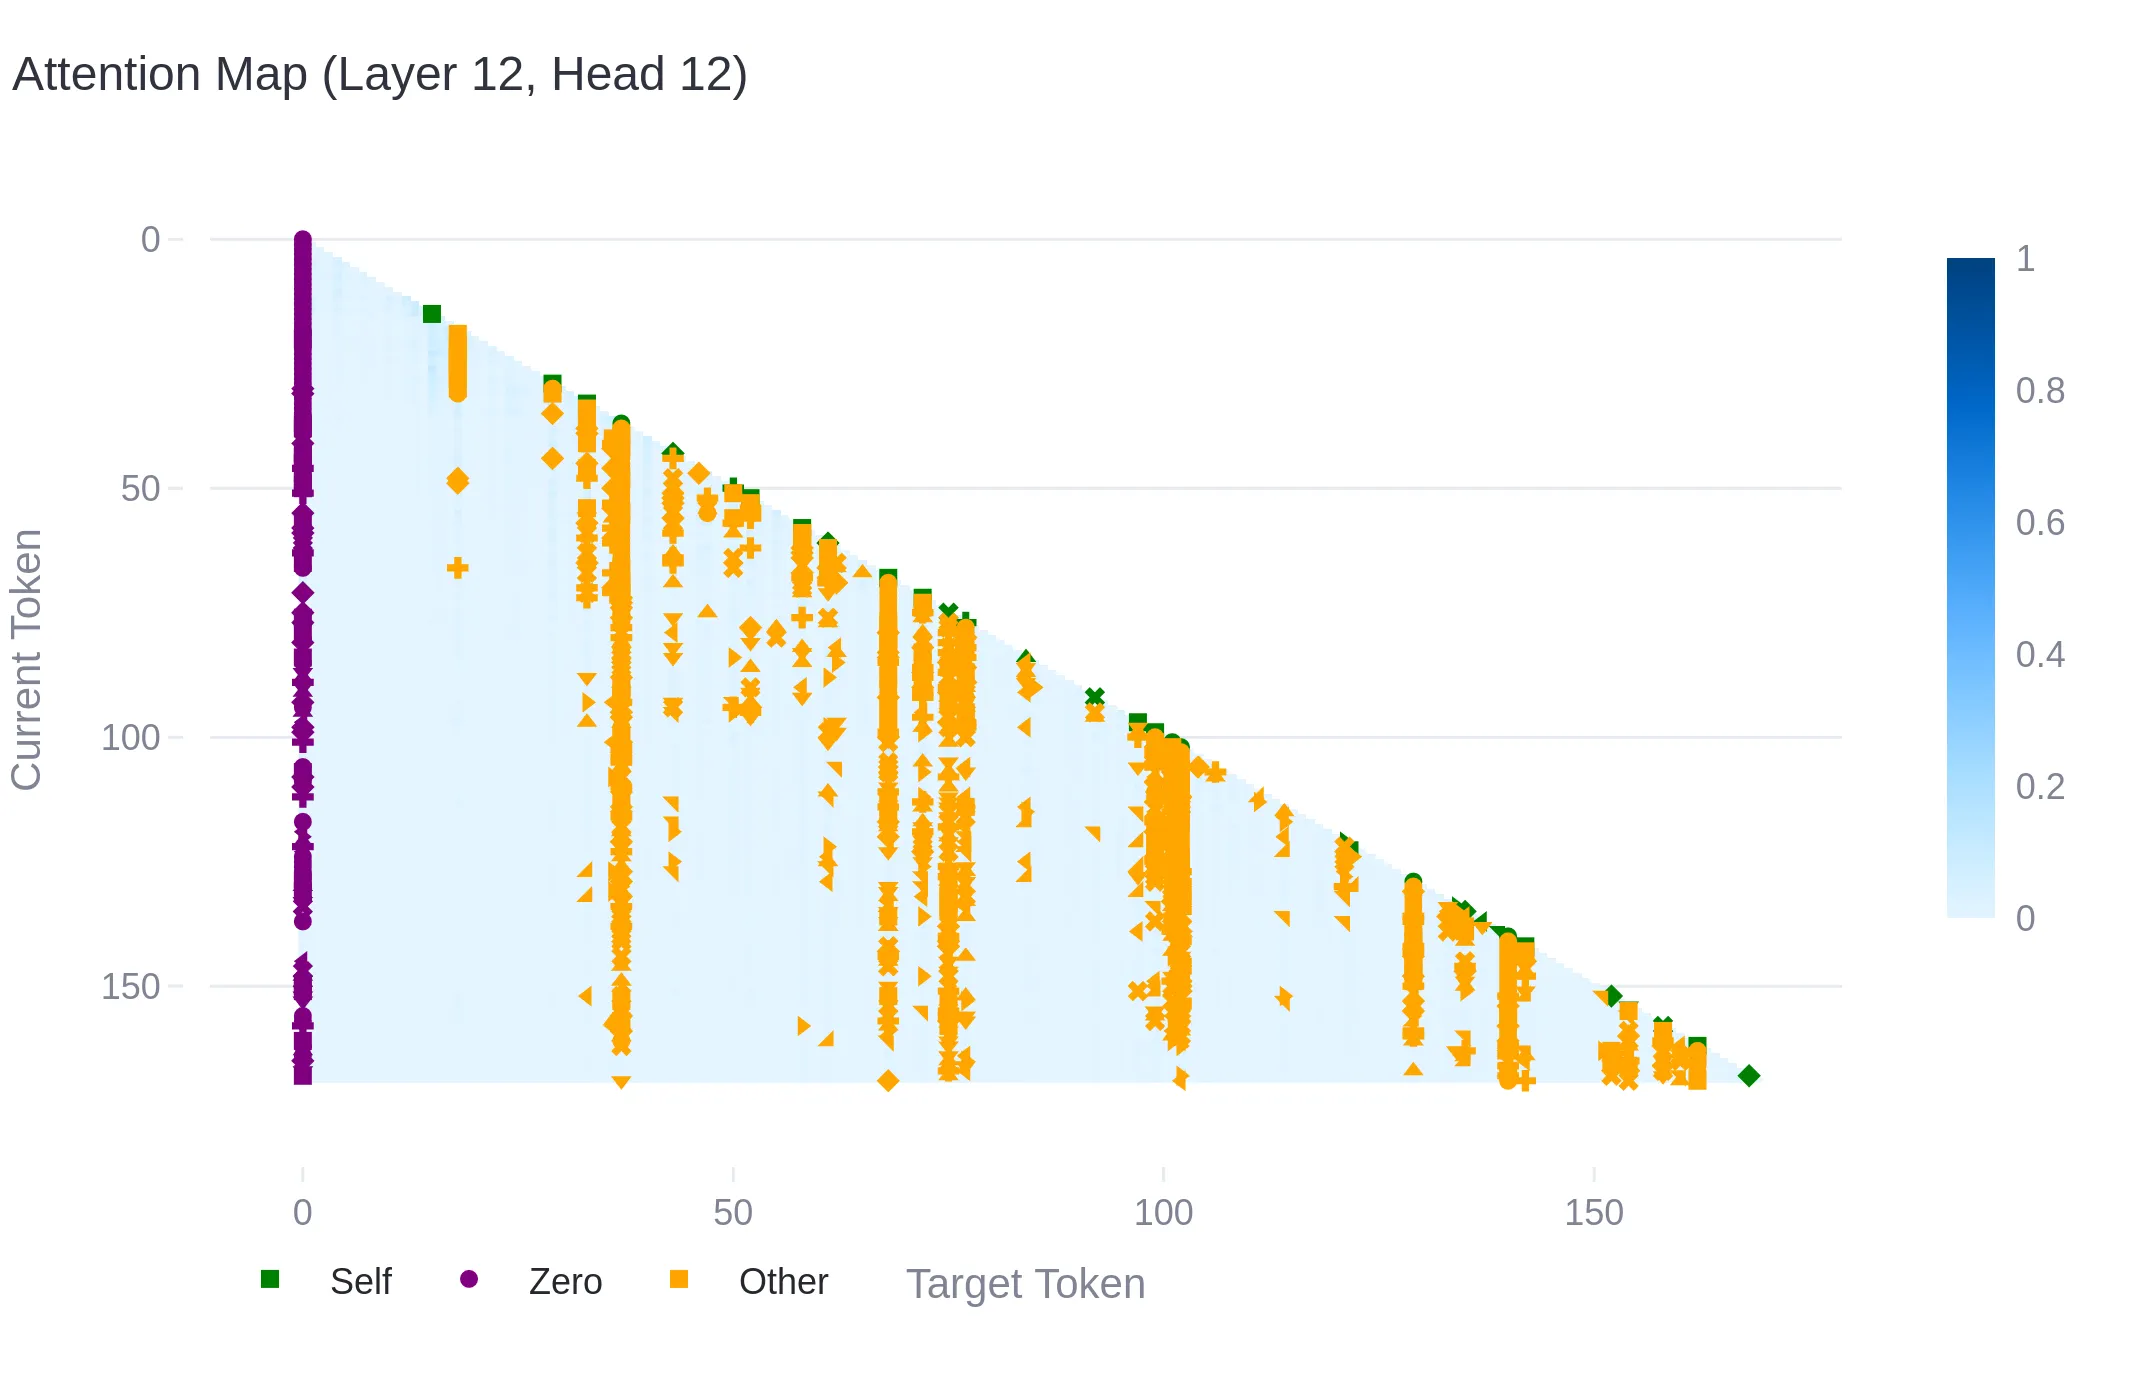 Attention Map (Layer 12, Head 12)
Current Token
0
50
100
150
0
50
100
150
Self
Zero
Other
Target Token
1
0.8
0.6
0.4
0.2
0